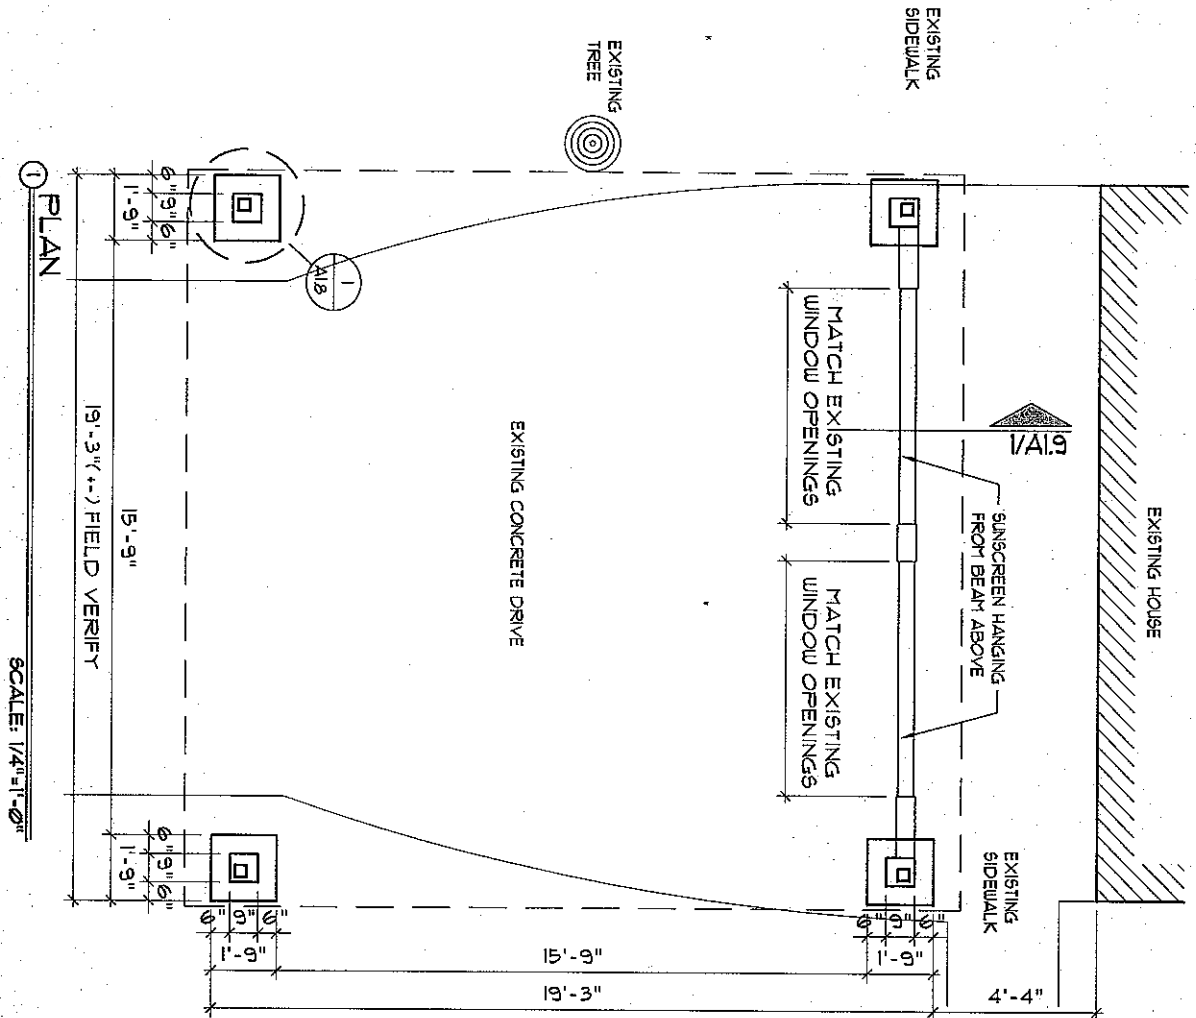 EXISTING
SIDEWALK
EXISTING
TREE
EXISTING HOUSE
1/A1.9
SUNSCREEN HANGING
FROM BEAM ABOVE
MATCH EXISTING
WINDOW OPENINGS
MATCH EXISTING
WINDOW OPENINGS
EXISTING CONCRETE DRIVE
EXISTING
SIDEWALK
1
A1.8
6" 9" 6"
1'-9"
15'-9"
19'-3"(+-) FIELD VERIFY
6" 9" 6"
1'-9"
6" 9" 6"
1'-9"
15'-9"
6" 9" 6"
1'-9"
19'-3"
4'-4"
1 PLAN
SCALE: 1/4"=1'-0"